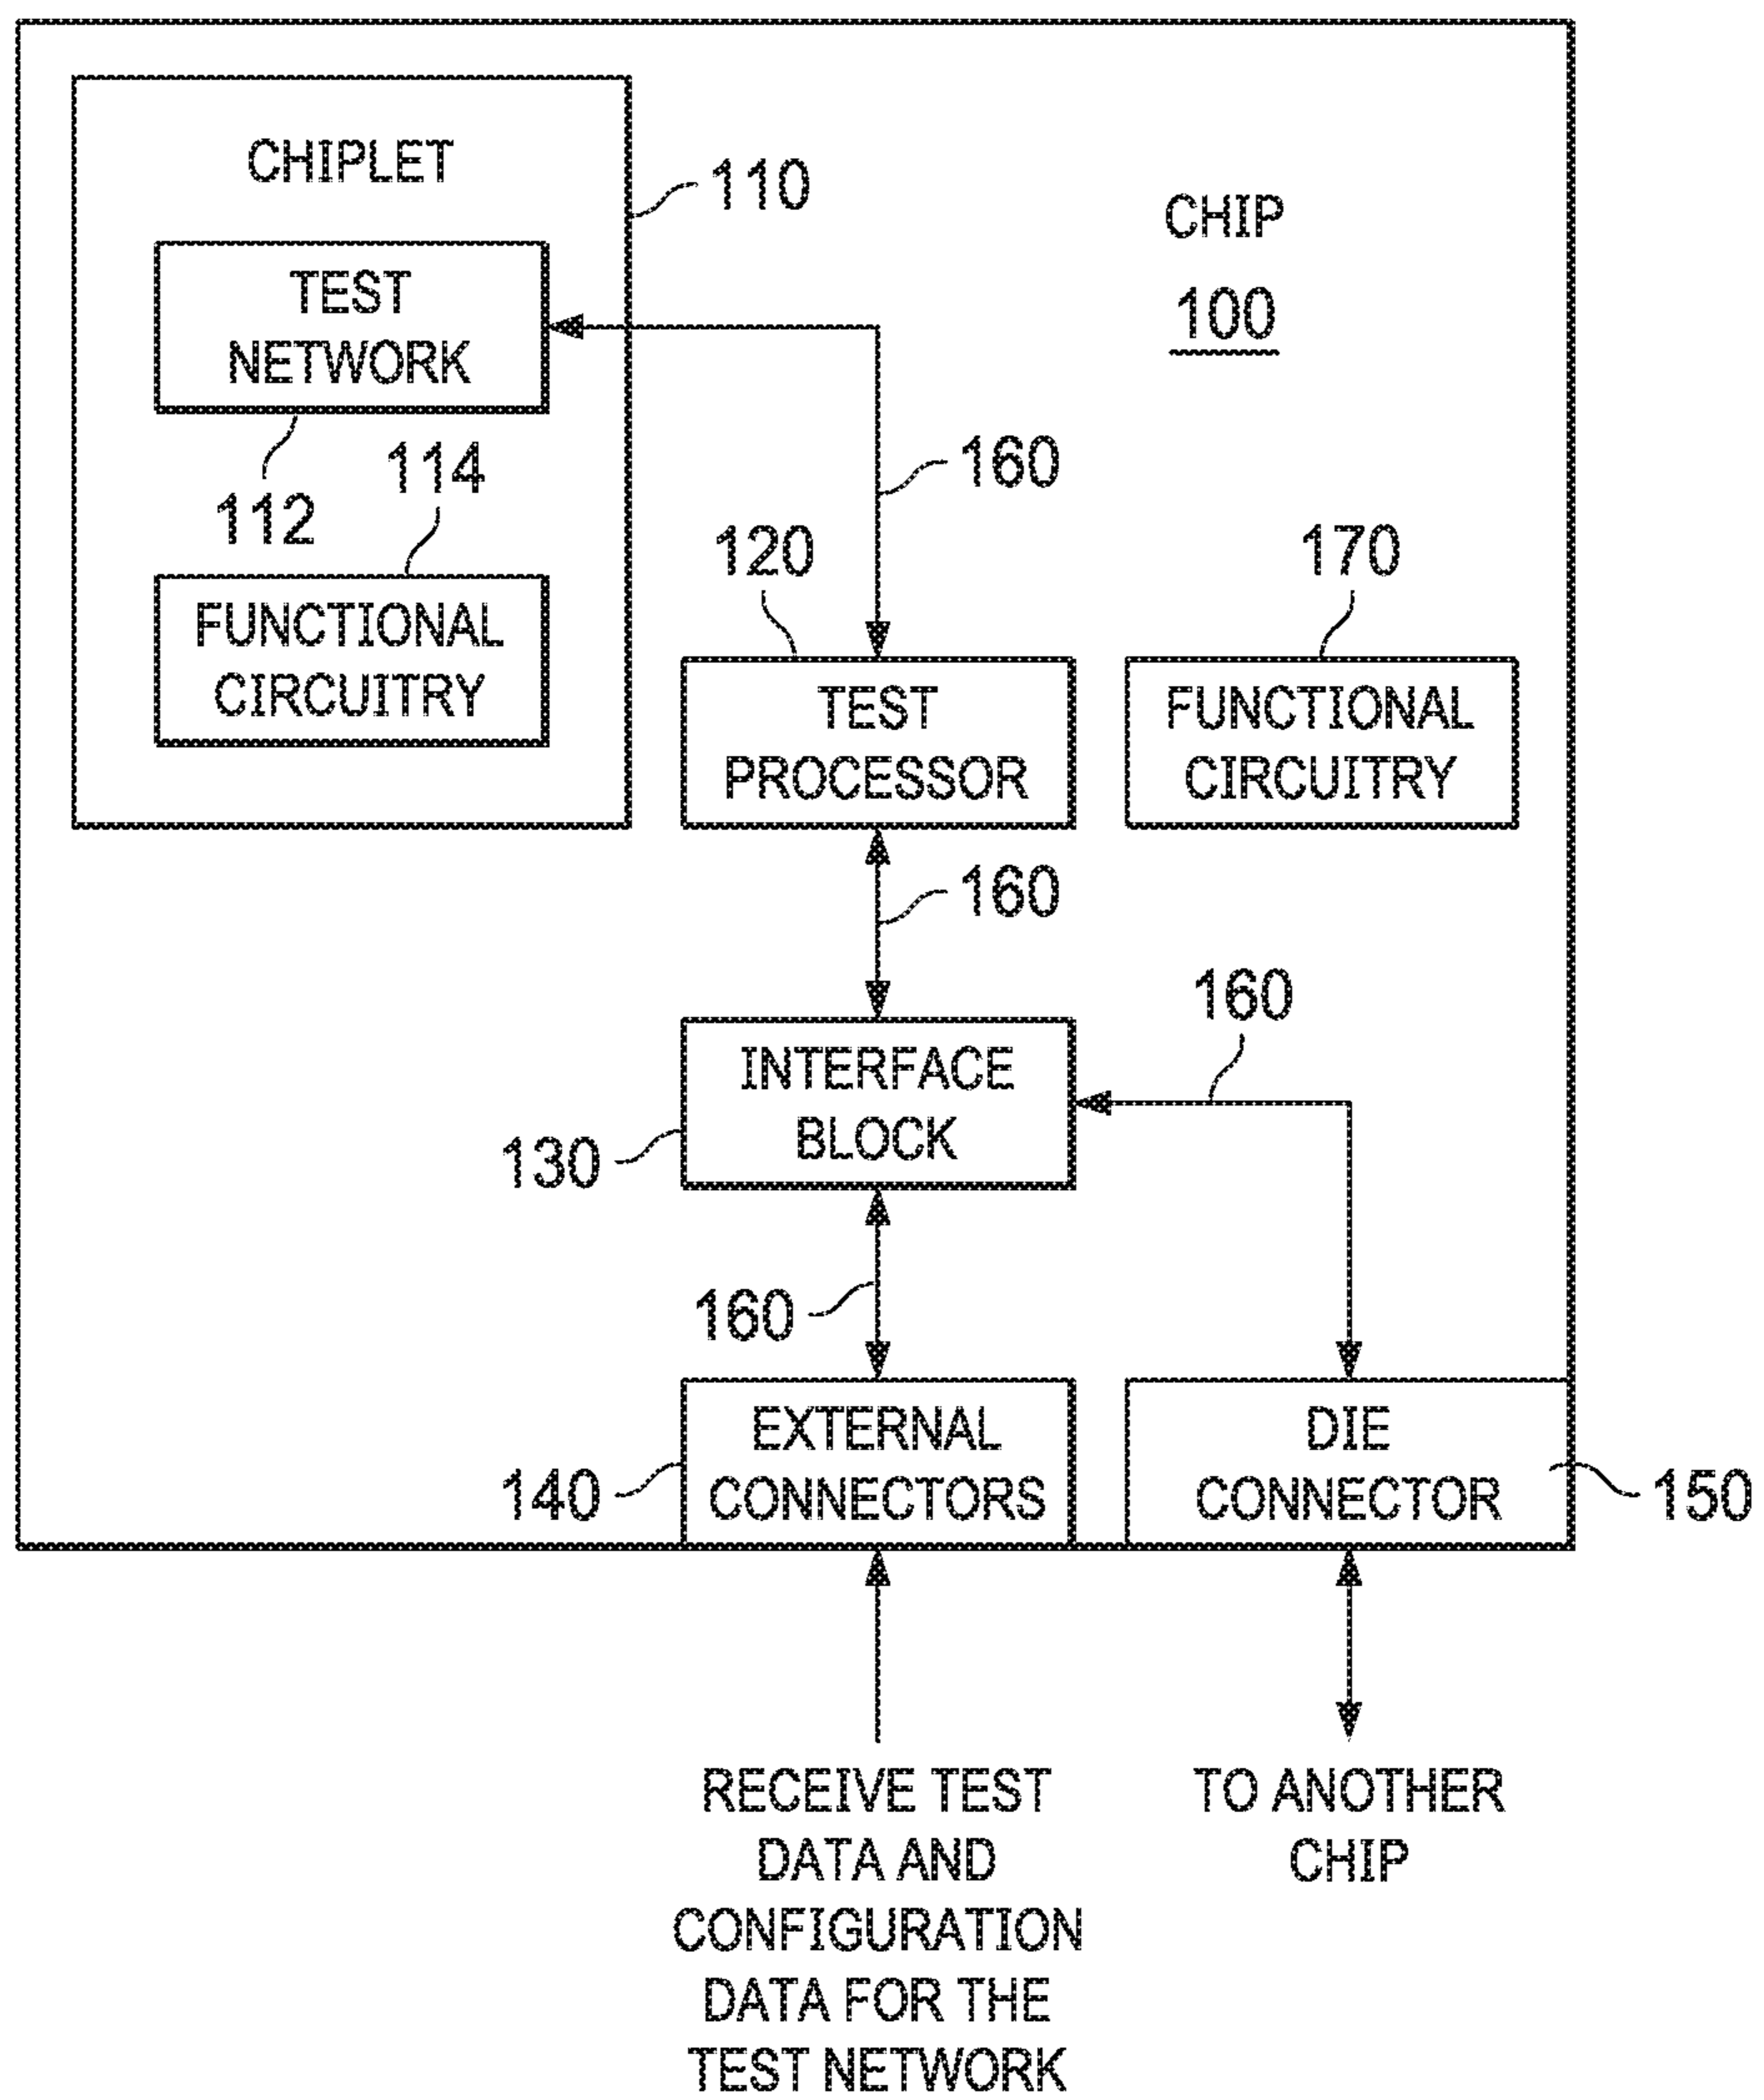 CHIPLET
110
CHIP
100
TEST
NETWORK
112
114
FUNCTIONAL
CIRCUITRY
160
120
170
TEST
PROCESSOR
FUNCTIONAL
CIRCUITRY
160
160
INTERFACE
BLOCK
130
160
EXTERNAL
CONNECTORS
140
DIE
CONNECTOR
150
RECEIVE TEST
DATA AND
CONFIGURATION
DATA FOR THE
TEST NETWORK
TO ANOTHER
CHIP